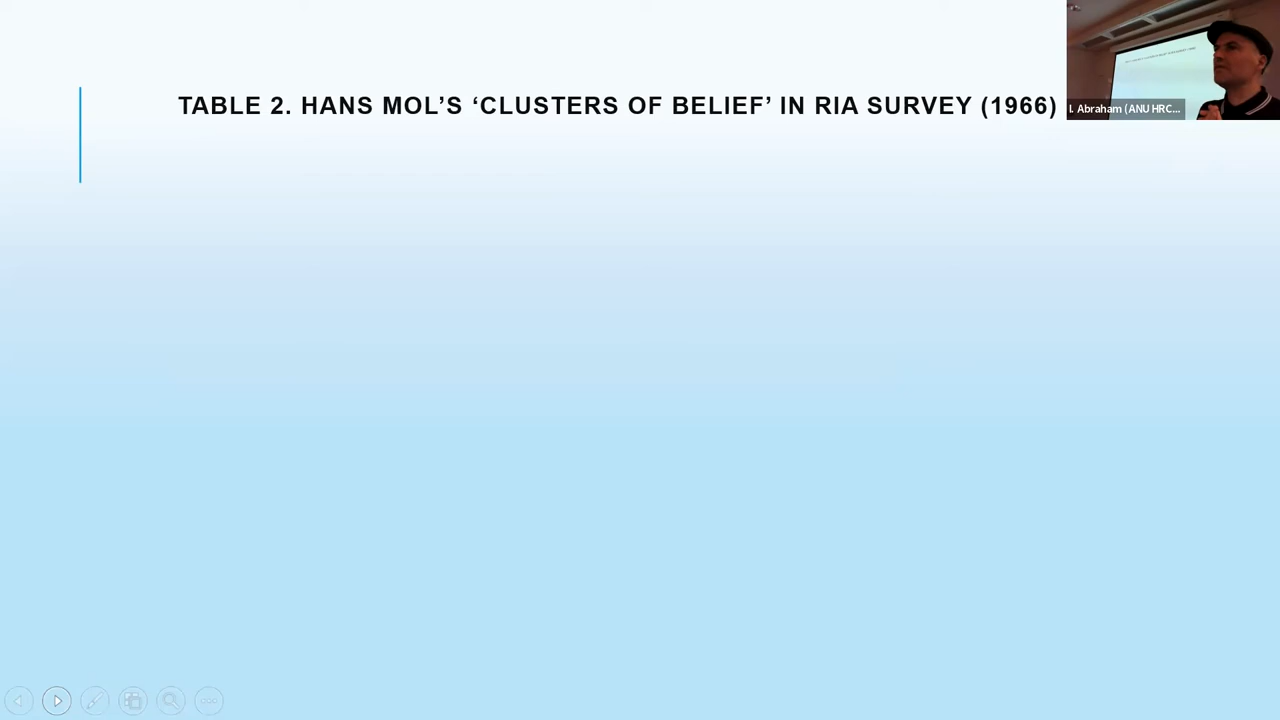 TABLE 2. HANS MOL’S ‘CLUSTERS OF BELIEF’ IN RIA SURVEY (1966)
I. Abraham (ANU HRC...